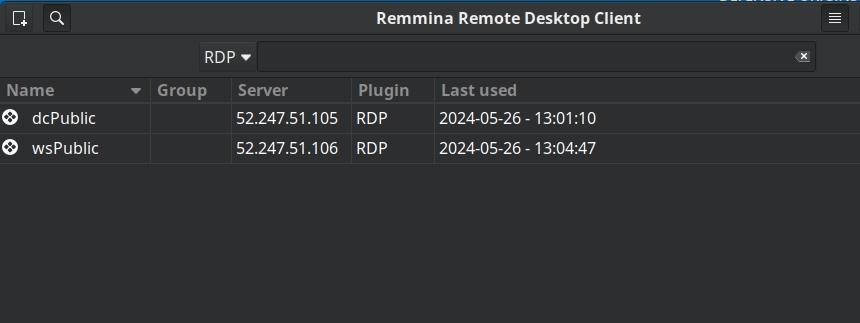 Remmina Remote Desktop Client
RDP
Name Group Server Plugin Last used
dcPublic 52.247.51.105 RDP 2024-05-26 - 13:01:10
wsPublic 52.247.51.106 RDP 2024-05-26 - 13:04:47